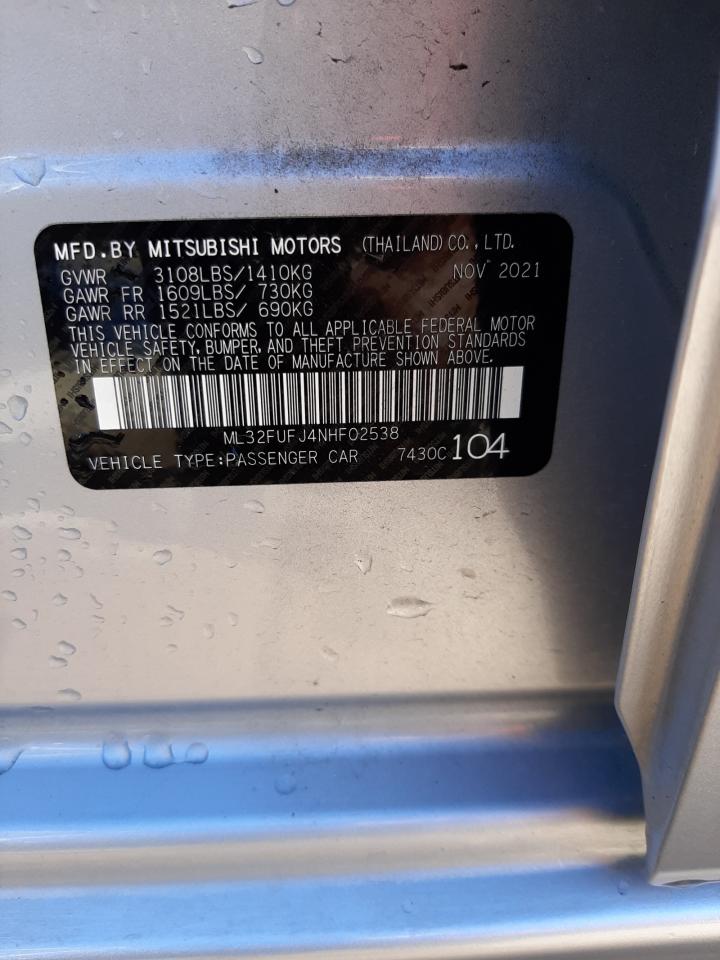 MFD.BY MITSUBISHI MOTORS (THAILAND) CO., LTD.
GVWR 3108LBS/1410KG NOV 2021
GAWR FR 1609LBS/ 730KG
GAWR RR 1521LBS/ 690KG
THIS VEHICLE CONFORMS TO ALL APPLICABLE FEDERAL MOTOR
VEHICLE SAFETY, BUMPER, AND THEFT PREVENTION STANDARDS
IN EFFECT ON THE DATE OF MANUFACTURE SHOWN ABOVE.
ML32FUFJ4NHF02538
VEHICLE TYPE:PASSENGER CAR 7430C 104